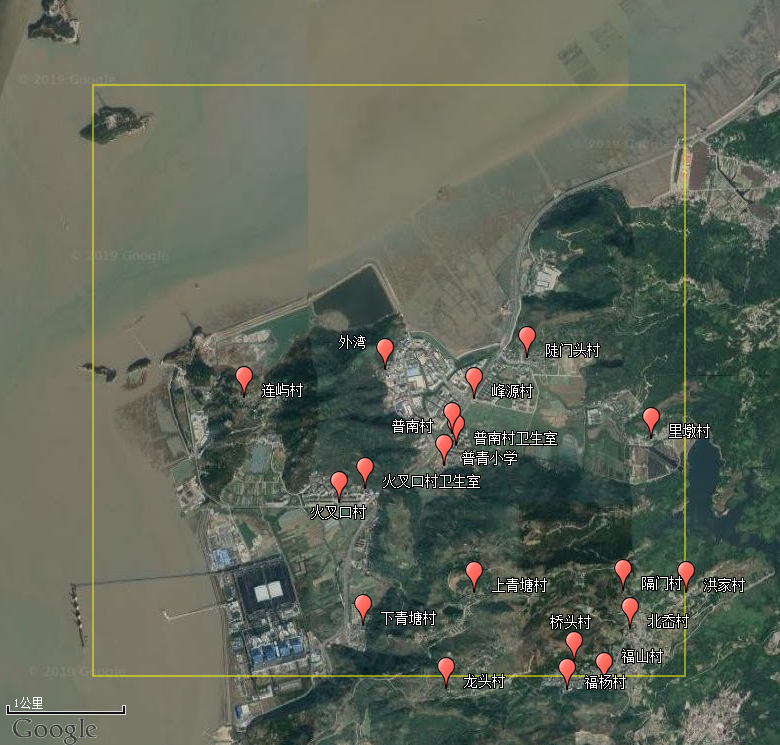 © 2019 Google
© 2019 Google
© 2019 Google
外湾
陡门头村
连屿村
峰源村
普南村
里墩村
普南村卫生室
普青小学
火叉口村卫生室
火叉口村
上青塘村
隔门村
洪家村
下青塘村
桥头村
北岙村
福山村
© 2019 Google
龙头村
福杨村
1公里
Google